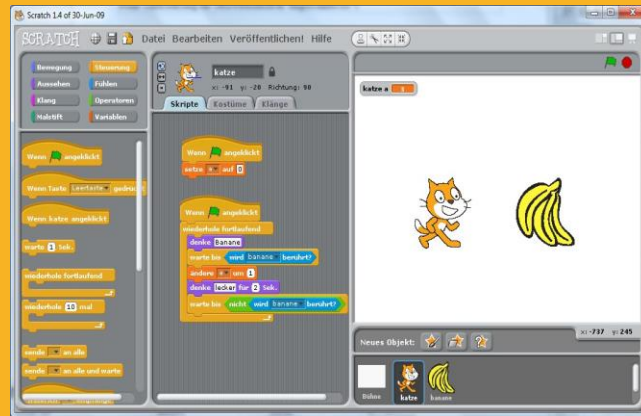 Scratch 1.4 of 30-Jun-09
SCRATCH
Datei Bearbeiten Veröffentlichen! Hilfe
Bewegung Steuerung
Aussehen Fühlen
Klang Operatoren
Malstift Variablen
Wenn angeklickt
Wenn Taste Leertaste gedrückt
Wenn katze angeklickt
warte 1 Sek.
wiederhole fortlaufend
wiederhole 10 mal
sende an alle
sende an alle und warte
katze
x: -91 y: -20 Richtung: 90
Skripte Kostüme Klänge
Wenn angeklickt
setze auf 0
Wenn angeklickt
wiederhole fortlaufend
denke Banane
warte bis wird banane berührt?
ändere um 1
denke lecker für 2 Sek.
warte bis nicht wird banane berührt?
katze a
x: -737 y: 245
Neues Objekt:
Bühne katze banane